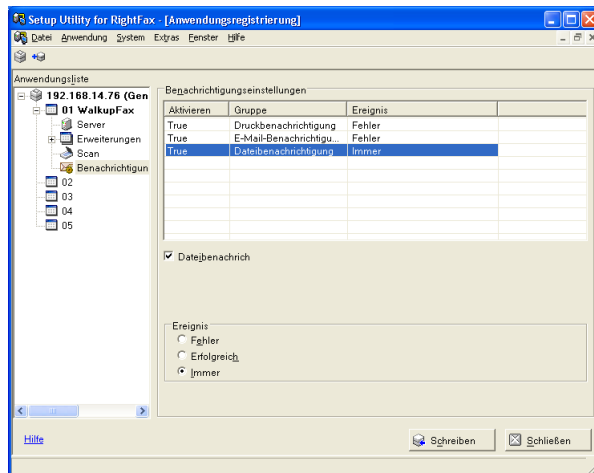 Setup Utility for RightFax - [Anwendungsregistrierung]
Datei Anwendung System Extras Fenster Hilfe
Anwendungsliste
192.168.14.76 (Gen
01 WalkupFax
Server
Erweiterungen
Scan
Benachrichtigun
02
03
04
05
Benachrichtigungseinstellungen
Aktivieren Gruppe Ereignis
True Druckbenachrichtigung Fehler
True E-Mail-Benachrichtigu... Fehler
True Dateibenachrichtigung Immer
Dateibenachrich
Ereignis
Fehler
Erfolgreich
Immer
Hilfe
Schreiben
Schließen